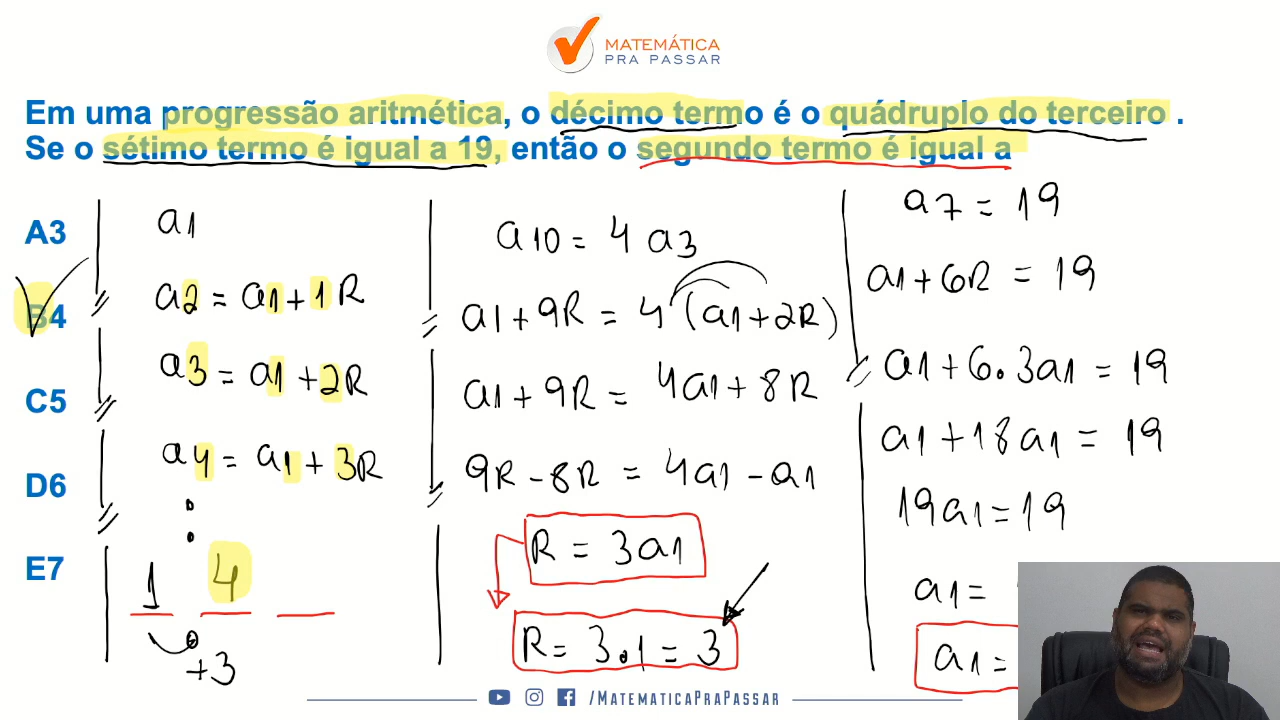 MATEMÁTICA
PRA PASSAR
Em uma progressão aritmética, o décimo termo é o quádruplo do terceiro .
Se o sétimo termo é igual a 19, então o segundo termo é igual a
A3
B4
C5
D6
E7
a1
a2 = a1 + 1R
a3 = a1 + 2R
a4 = a1 + 3R
:
1 4
+3
a10 = 4 a3
a1 + 9R = 4 (a1 + 2R)
a1 + 9R = 4a1 + 8R
9R - 8R = 4a1 - a1
R = 3a1
R = 3.1 = 3
a7 = 19
a1 + 6R = 19
a1 + 6.3a1 = 19
a1 + 18a1 = 19
19a1 = 19
a1 =
a1 =
/MatematicaPraPassar